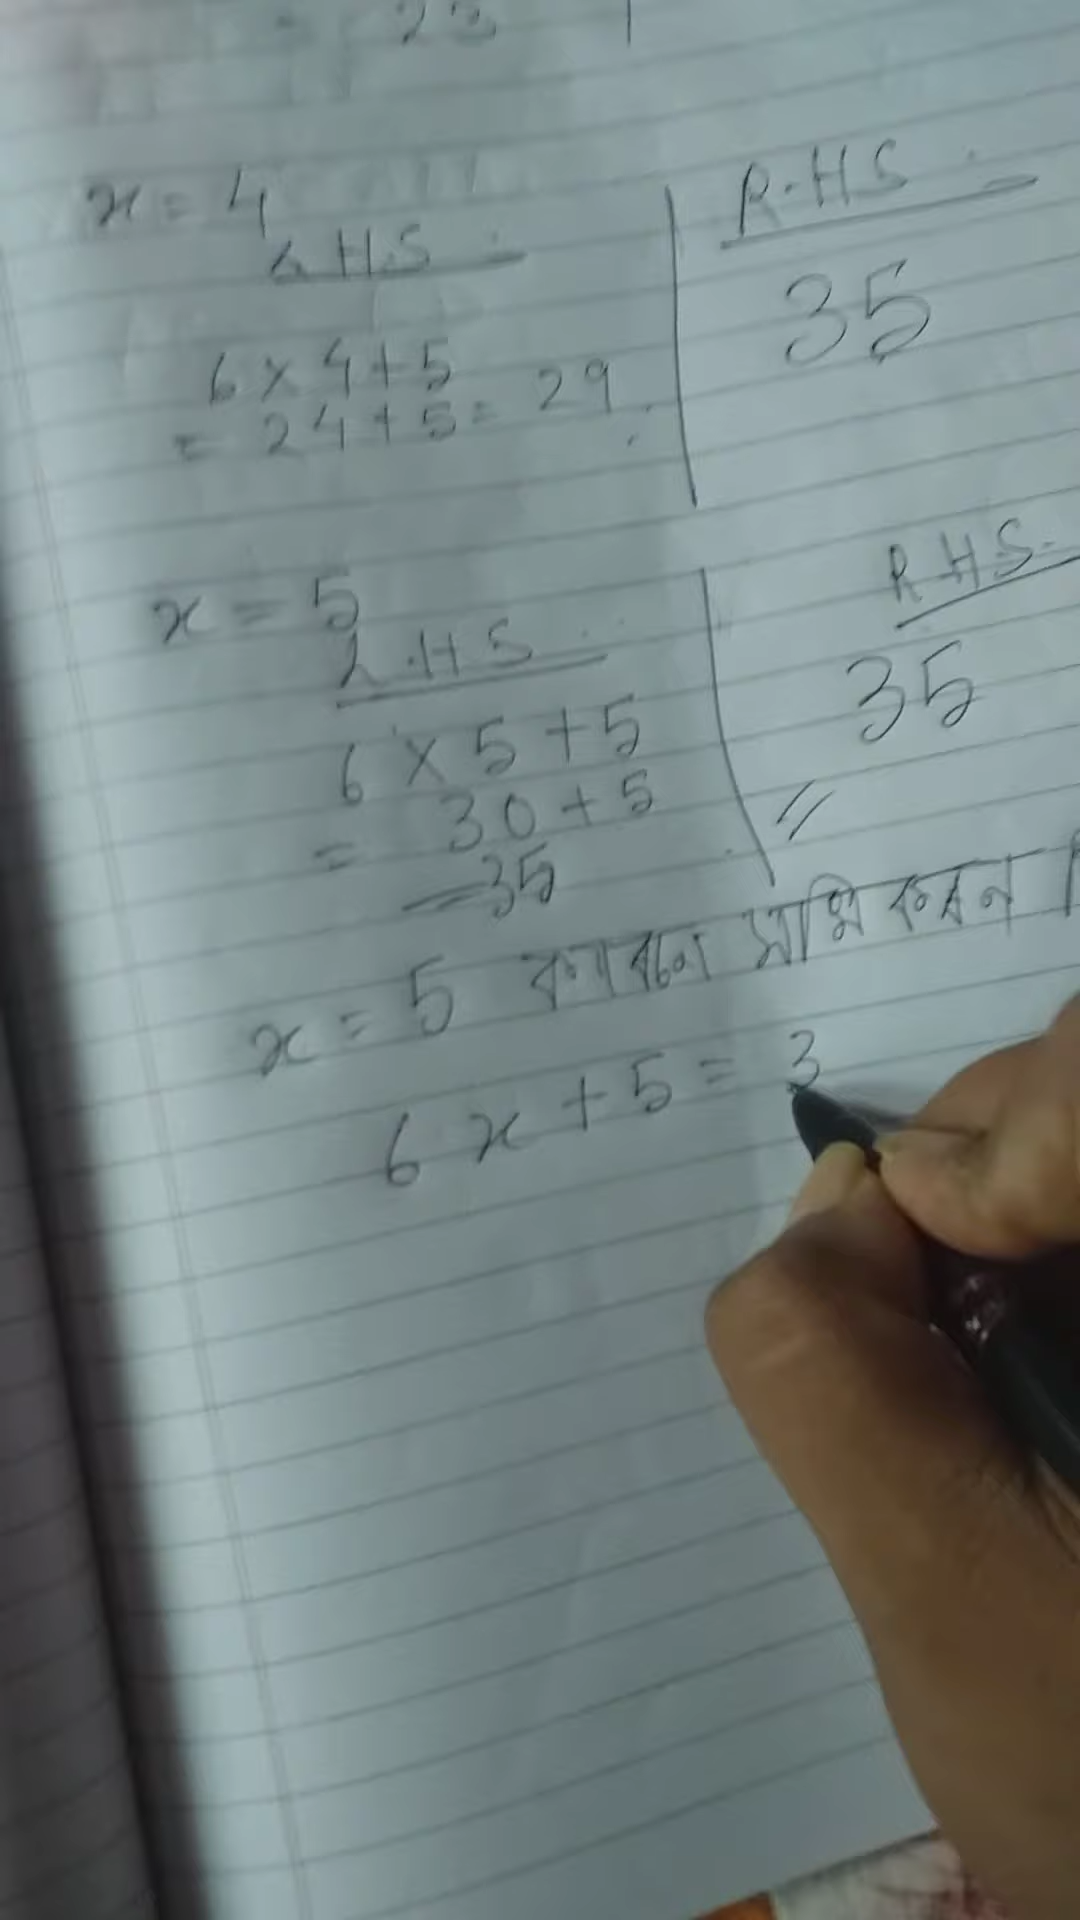 23
x = 4
L.H.S
R.H.S
35
6 x 4 + 5
= 24 + 5 = 29
x = 5
L.H.S
R.H.S.
35
6 x 5 + 5
= 30 + 5
= 35
x = 5
6x + 5 = 3